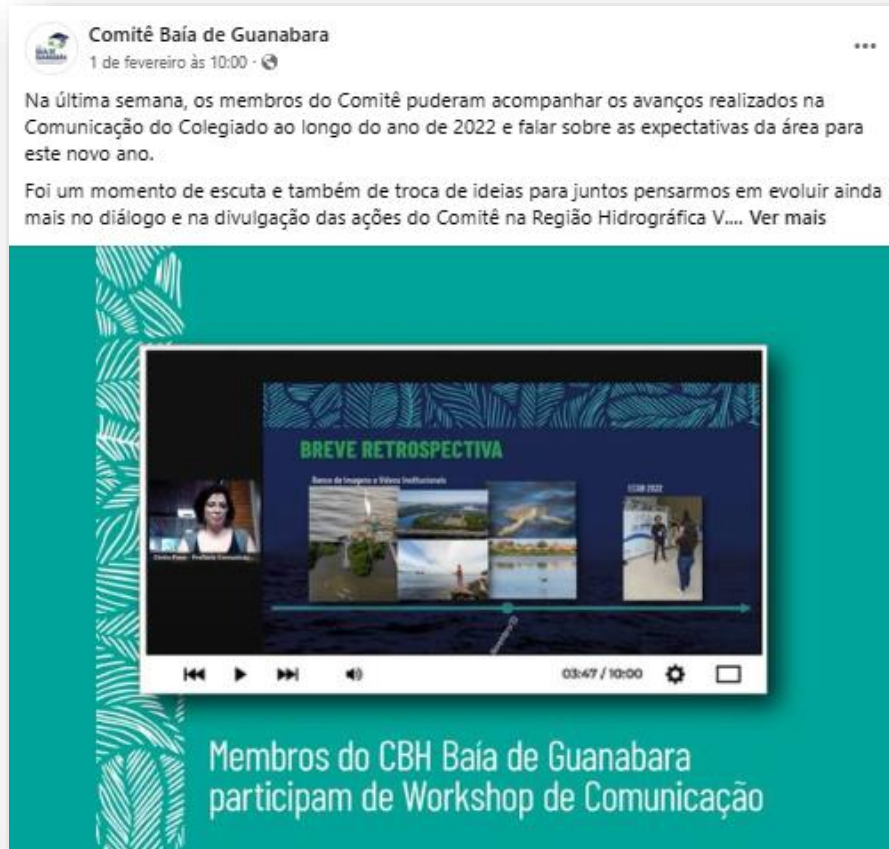 Comitê Baía de Guanabara
1 de fevereiro às 10:00 ·
Na última semana, os membros do Comitê puderam acompanhar os avanços realizados na
Comunicação do Colegiado ao longo do ano de 2022 e falar sobre as expectativas da área para
este novo ano.
Foi um momento de escuta e também de troca de ideias para juntos pensarmos em evoluir ainda
mais no diálogo e na divulgação das ações do Comitê na Região Hidrográfica V.... Ver mais
BREVE RETROSPECTIVA
Banco de Imagens e Vídeos Institucionais
2022
03:47 / 10:00
Membros do CBH Baía de Guanabara
participam de Workshop de Comunicação